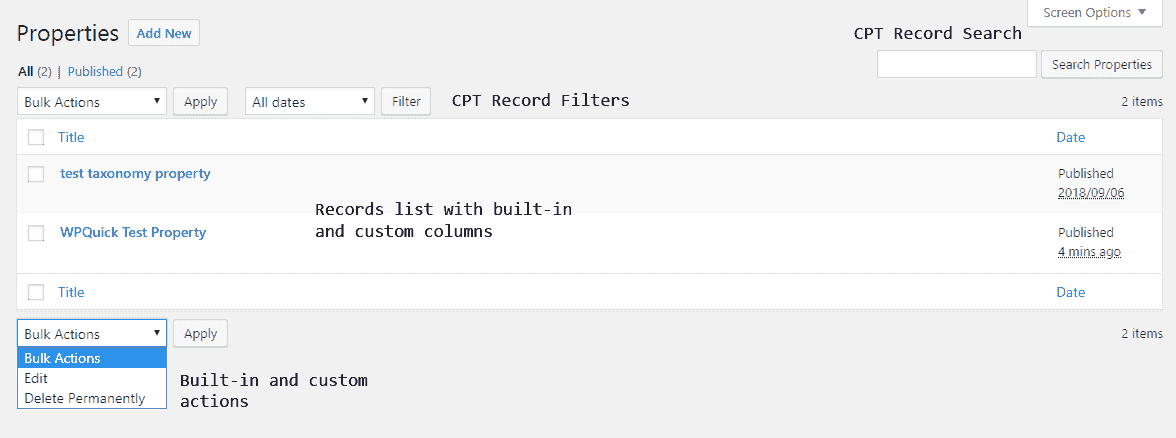 Screen Options
Properties Add New
CPT Record Search
Search Properties
All (2) | Published (2)
Bulk Actions Apply All dates Filter CPT Record Filters 2 items
Title Date
test taxonomy property Published
2018/09/06
Records list with built-in
and custom columns
WPQuick Test Property Published
4 mins ago
Title Date
Bulk Actions Apply 2 items
Bulk Actions
Edit
Delete Permanently
Built-in and custom
actions